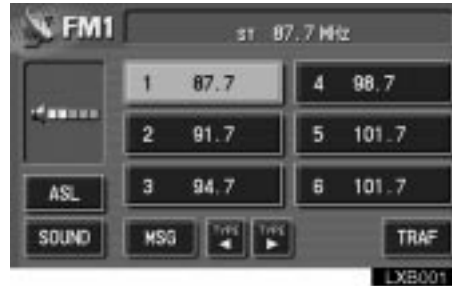 FM1 ST 87.7 MHz
1 87.7
4 98.7
2 91.7
5 101.7
3 94.7
6 101.7
ASL
SOUND
MSG
TYPE
TYPE
TRAF
LXB001